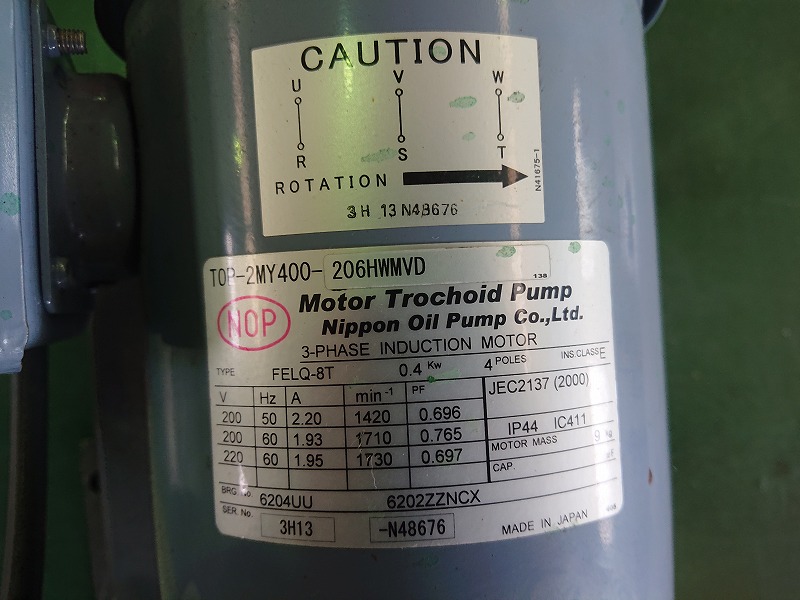 CAUTION
U V W
R S T
ROTATION
N41675-1
3H 13 N48676
TOP-2MY400-206HWMVD
138
NOP
Motor Trochoid Pump
Nippon Oil Pump Co.,Ltd.
3-PHASE INDUCTION MOTOR
TYPE FELQ-8T 0.4 Kw 4 POLES INS.CLASS E
V Hz A min-1 PF JEC2137 (2000)
200 50 2.20 1420 0.696
200 60 1.93 1710 0.765 IP44 IC411
220 60 1.95 1730 0.697 MOTOR MASS 9 kg
CAP. μF
BRG. No 6204UU 6202ZZNCX
SER. No. 3H13 -N48676 MADE IN JAPAN